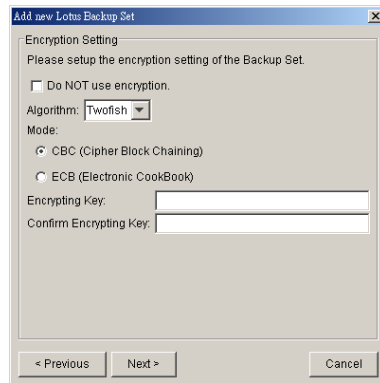 Add new Lotus Backup Set
Encryption Setting
Please setup the encryption setting of the Backup Set.
Do NOT use encryption.
Algorithm: Twofish
Mode:
CBC (Cipher Block Chaining)
ECB (Electronic CookBook)
Encrypting Key:
Confirm Encrypting Key:
< Previous Next > Cancel